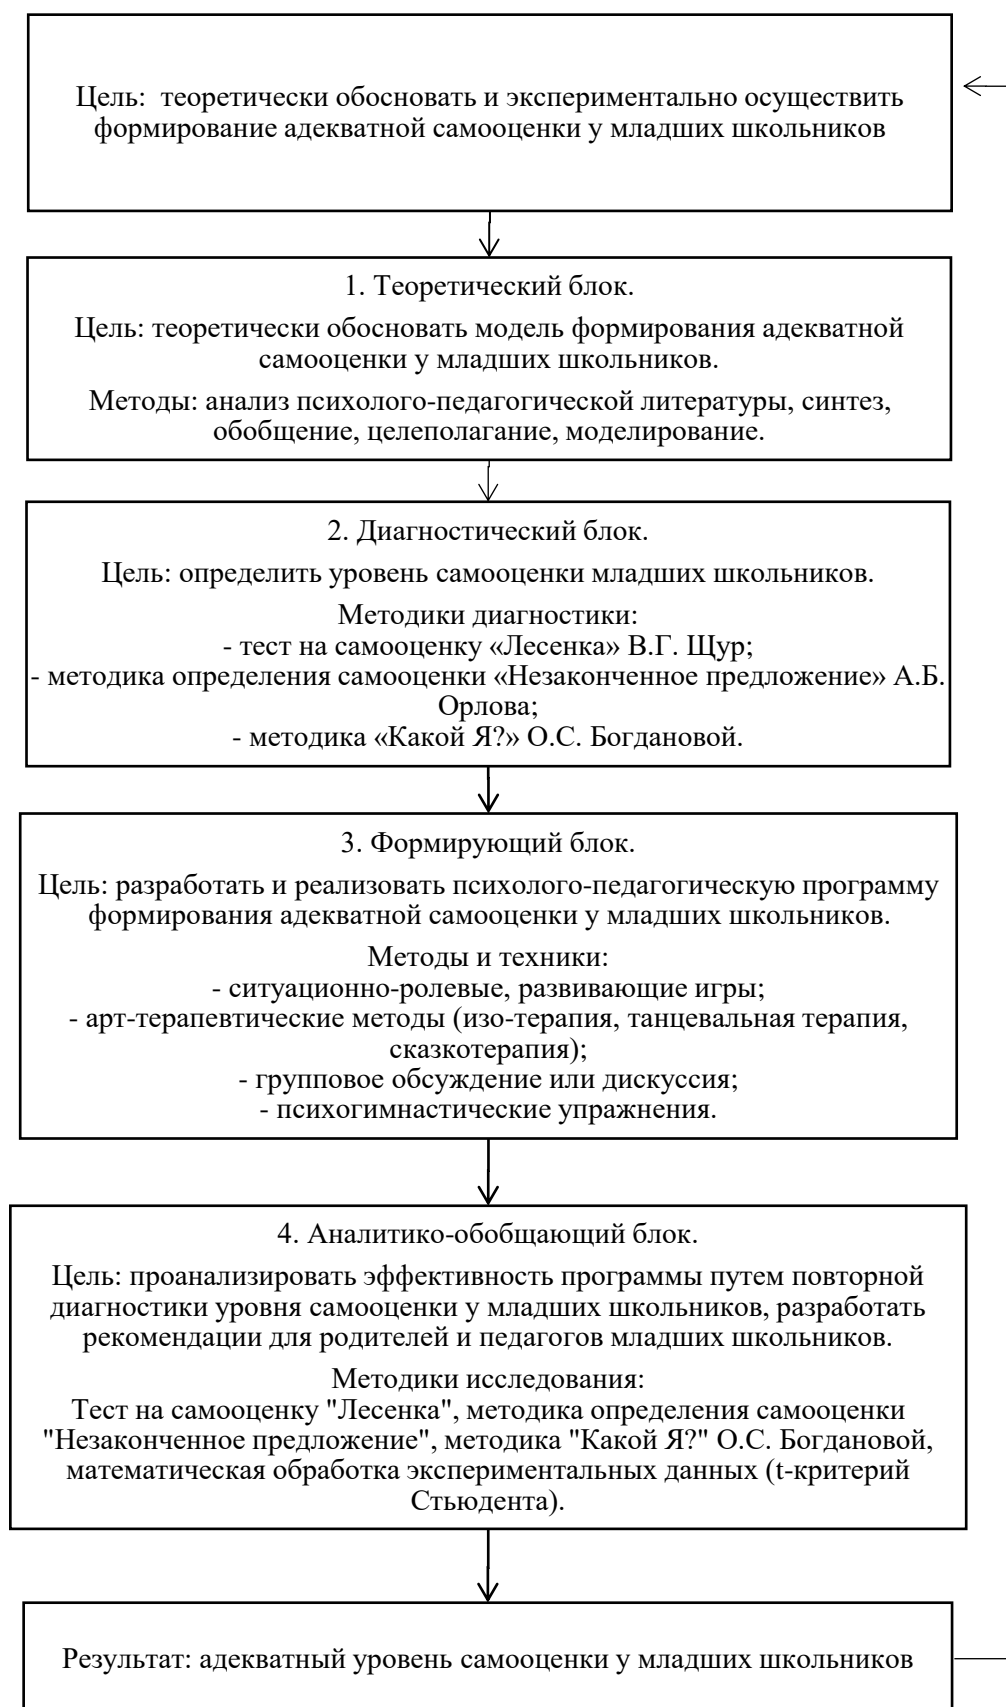 Цель:  теоретически обосновать и экспериментально осуществить
формирование адекватной самооценки у младших школьников
1. Теоретический блок.
Цель: теоретически обосновать модель формирования адекватной
самооценки у младших школьников.
Методы: анализ психолого-педагогической литературы, синтез,
обобщение, целеполагание, моделирование.
2. Диагностический блок.
Цель: определить уровень самооценки младших школьников.
Методики диагностики:
- тест на самооценку «Лесенка» В.Г. Щур;
- методика определения самооценки «Незаконченное предложение» А.Б.
Орлова;
- методика «Какой Я?» О.С. Богдановой.
3. Формирующий блок.
Цель: разработать и реализовать психолого-педагогическую программу
формирования адекватной самооценки у младших школьников.
Методы и техники:
- ситуационно-ролевые, развивающие игры;
- арт-терапевтические методы (изо-терапия, танцевальная терапия,
сказкотерапия);
- групповое обсуждение или дискуссия;
- психогимнастические упражнения.
4. Аналитико-обобщающий блок.
Цель: проанализировать эффективность программы путем повторной
диагностики уровня самооценки у младших школьников, разработать
рекомендации для родителей и педагогов младших школьников.
Методики исследования:
Тест на самооценку "Лесенка", методика определения самооценки
"Незаконченное предложение", методика "Какой Я?" О.С. Богдановой,
математическая обработка экспериментальных данных (t-критерий
Стьюдента).
Результат: адекватный уровень самооценки у младших школьников